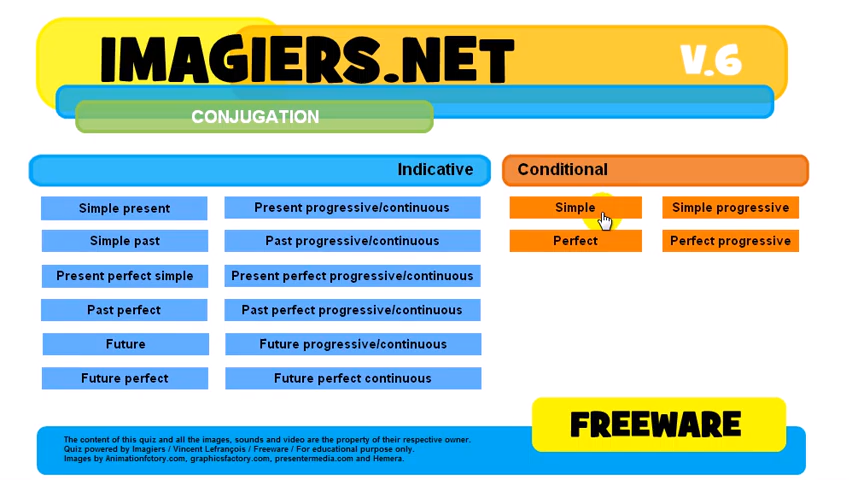 IMAGIERS.NET
V.6
CONJUGATION
Indicative
Conditional
Simple present
Present progressive/continuous
Simple
Simple progressive
Simple past
Past progressive/continuous
Perfect
Perfect progressive
Present perfect simple
Present perfect progressive/continuous
Past perfect
Past perfect progressive/continuous
Future
Future progressive/continuous
Future perfect
Future perfect continuous
FREEWARE
The content of this quiz and all the images, sounds and video are the property of their respective owner.
Quiz powered by Imagiers / Vincent Lefrançois / Freeware / For educational purpose only.
Images by Animationfotory.com, graphicsfactory.com, presentermedia.com and Hemera.